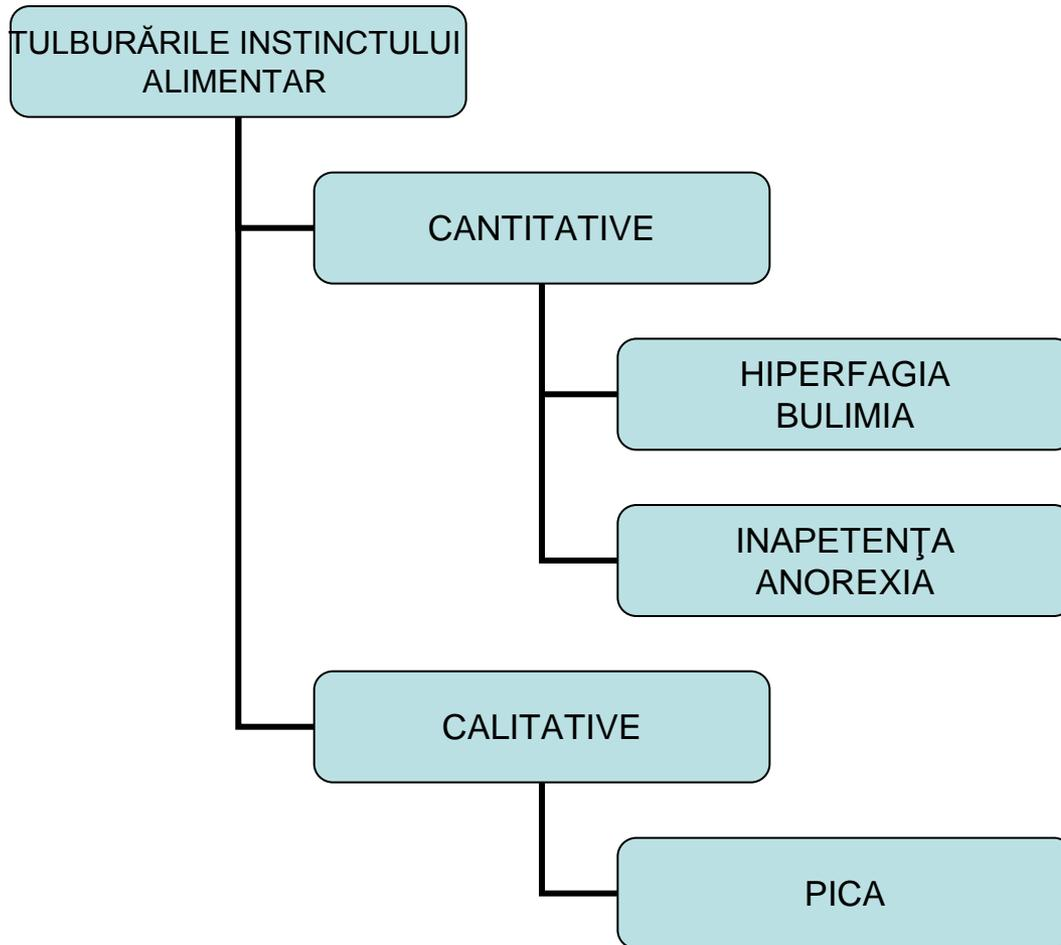 TULBURĂRILE INSTINCTULUI
ALIMENTAR
CANTITATIVE
HIPERFAGIA
BULIMIA
INAPETENŢA
ANOREXIA
CALITATIVE
PICA